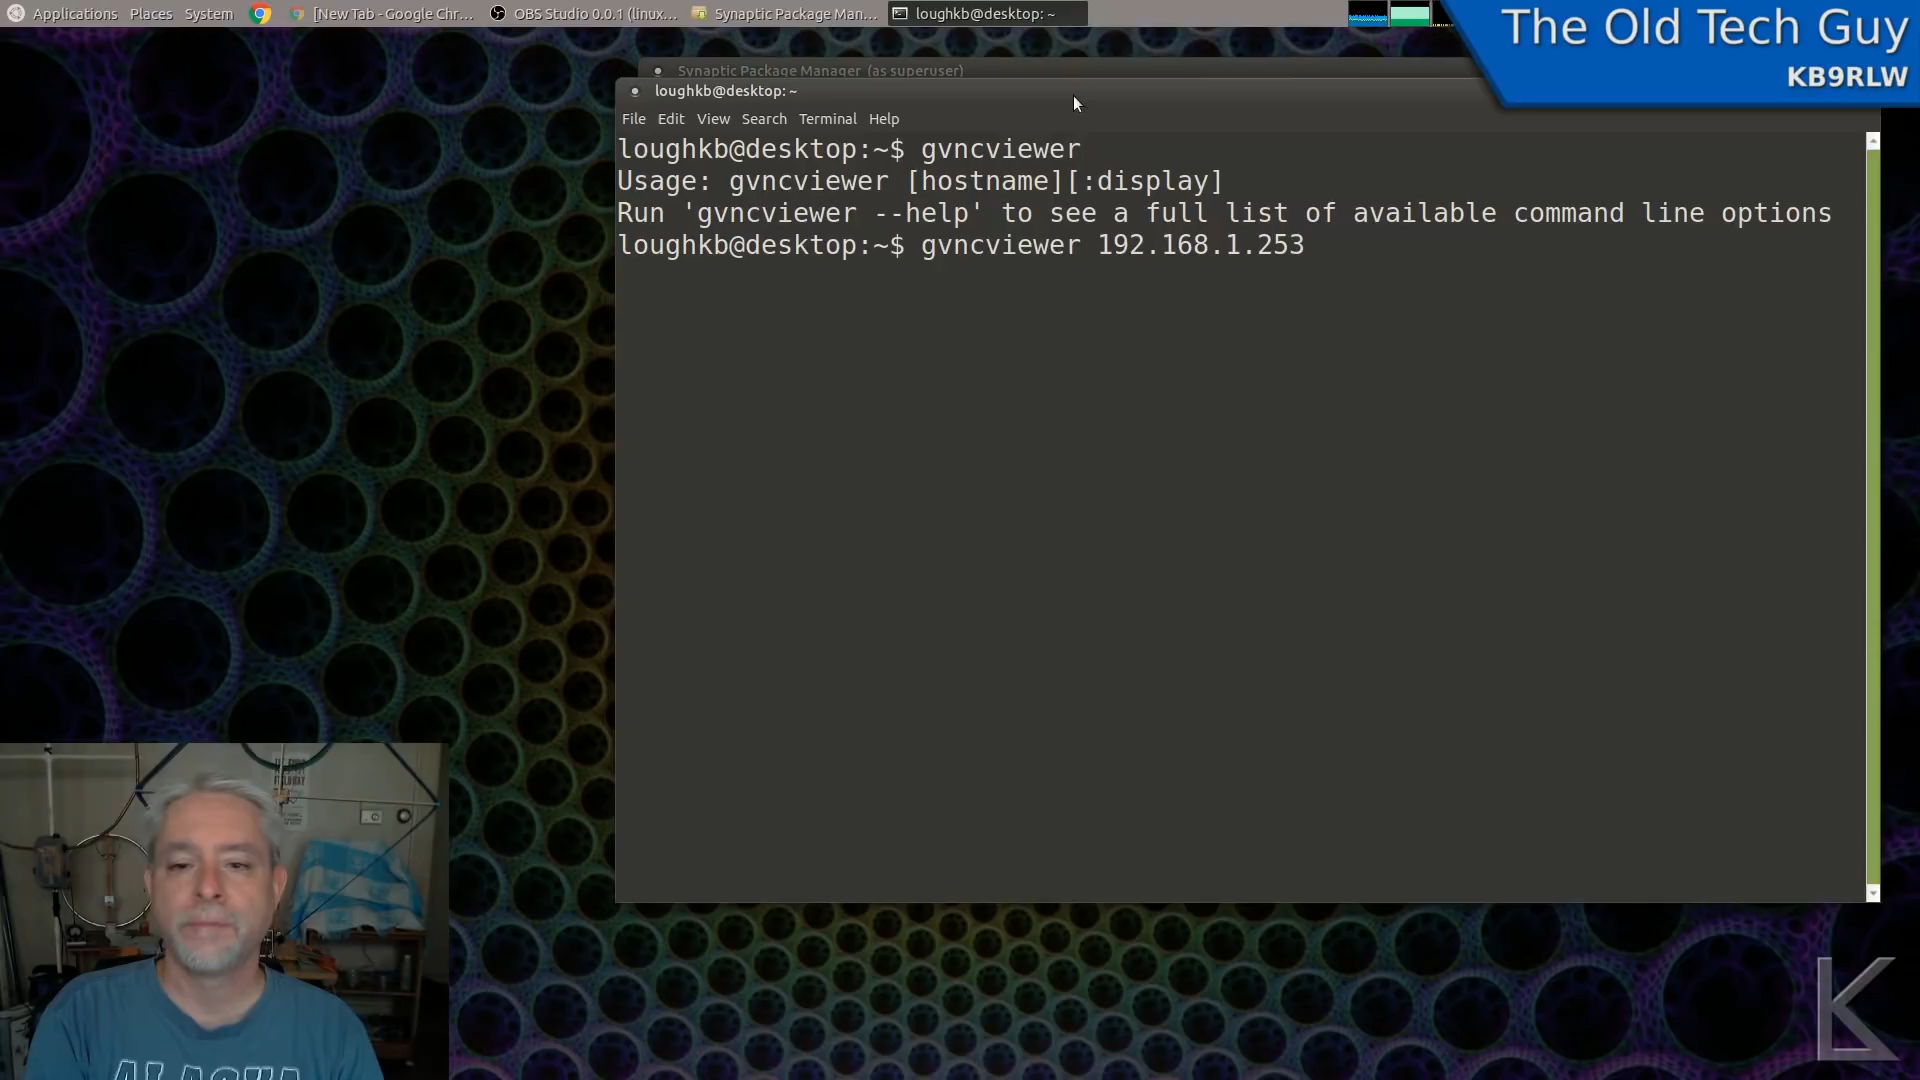 Applications Places System [New Tab - Google Chr... OBS Studio 0.0.1 (linux... Synaptic Package Man... loughkb@desktop: ~
The Old Tech Guy
KB9RLW
Synaptic Package Manager (as superuser)
loughkb@desktop: ~
File Edit View Search Terminal Help
loughkb@desktop:~$ gvncviewer
Usage: gvncviewer [hostname][:display]
Run 'gvncviewer --help' to see a full list of available command line options
loughkb@desktop:~$ gvncviewer 192.168.1.253
ALASKA
K